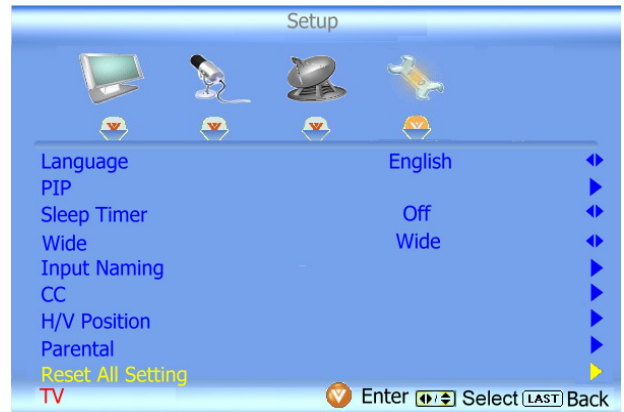 Setup
Language English
PIP
Sleep Timer Off
Wide Wide
Input Naming
CC
H/V Position
Parental
Reset All Setting
TV Enter Select LAST Back